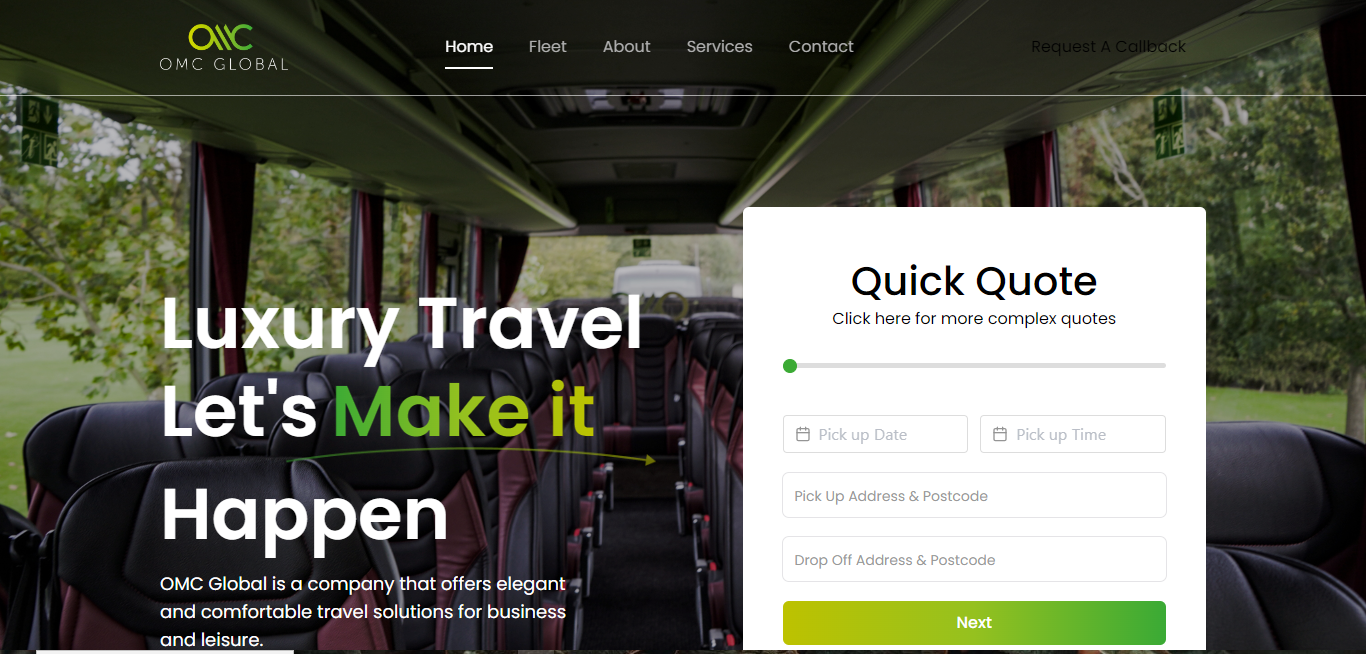 OMC
OMC GLOBAL
Home
Fleet
About
Services
Contact
Request A Callback
Luxury Travel
Let's Make it
Happen
OMC Global is a company that offers elegant
and comfortable travel solutions for business
and leisure.
Quick Quote
Click here for more complex quotes
Pick up Date
Pick up Time
Pick Up Address & Postcode
Drop Off Address & Postcode
Next